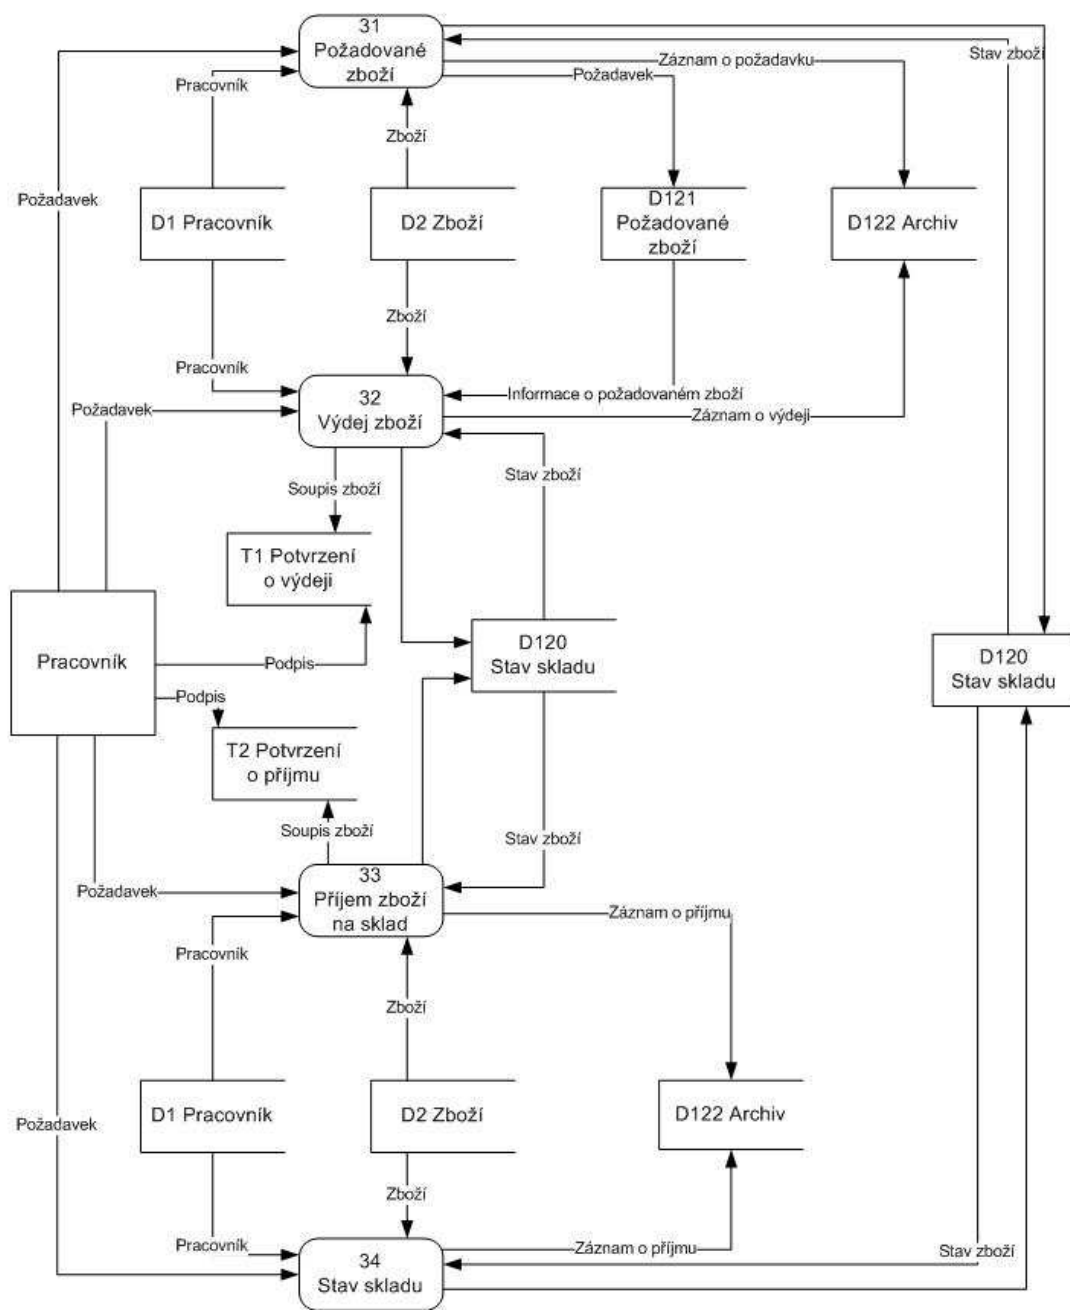 31
Požadované
zboží
Stav zboží
Záznam o požadavku
Požadavek
Pracovník
Zboží
Požadavek
D1 Pracovník
D2 Zboží
D121
Požadované
zboží
D122 Archiv
Zboží
Pracovník
Informace o požadovaném zboží
32
Výdej zboží
Požadavek
Záznam o výdeji
Soupis zboží
Stav zboží
T1 Potvrzení
o výdeji
Pracovník
Podpis
D120
Stav skladu
D120
Stav skladu
Podpis
T2 Potvrzení
o příjmu
Soupis zboží
Stav zboží
33
Příjem zboží
na sklad
Požadavek
Záznam o příjmu
Pracovník
Zboží
D1 Pracovník
D2 Zboží
D122 Archiv
Požadavek
Zboží
Pracovník
Záznam o příjmu
Stav zboží
34
Stav skladu